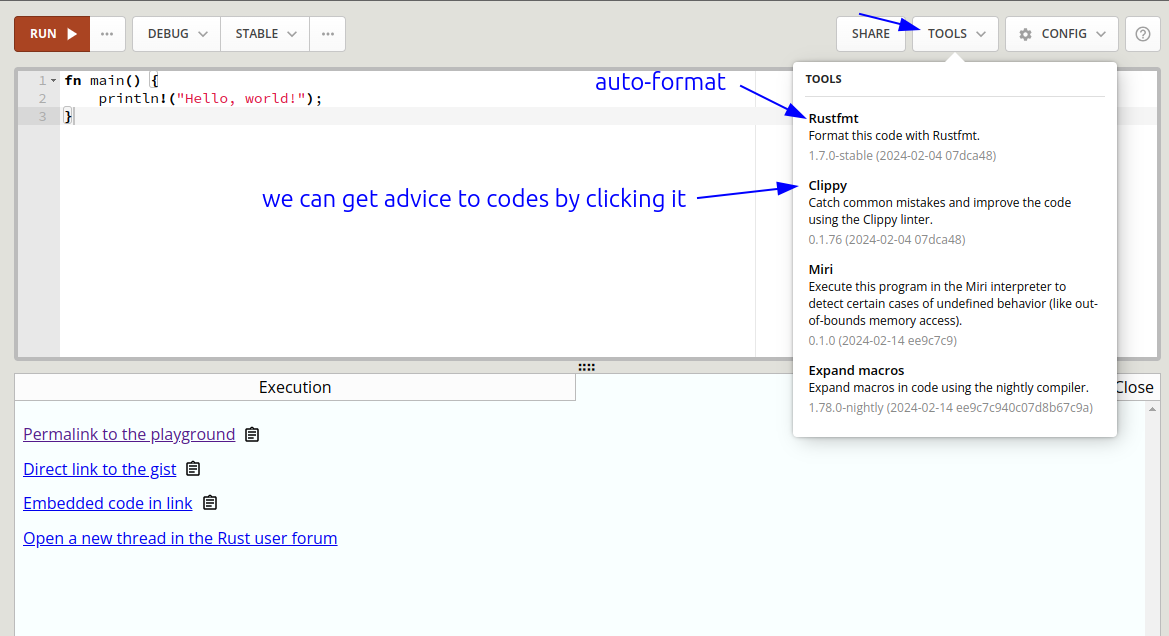 RUN ▶ ··· DEBUG STABLE ··· SHARE TOOLS CONFIG
1 fn main() {
2 println!("Hello, world!");
3 }
auto-format
we can get advice to codes by clicking it
TOOLS
Rustfmt
Format this code with Rustfmt.
1.7.0-stable (2024-02-04 07dca48)
Clippy
Catch common mistakes and improve the code
using the Clippy linter.
0.1.76 (2024-02-04 07dca48)
Miri
Execute this program in the Miri interpreter to
detect certain cases of undefined behavior (like out-
of-bounds memory access).
0.1.0 (2024-02-14 ee9c7c9)
Expand macros
Expand macros in code using the nightly compiler.
1.78.0-nightly (2024-02-14 ee9c7c940c07d8b67c9a)
Execution
Close
Permalink to the playground
Direct link to the gist
Embedded code in link
Open a new thread in the Rust user forum